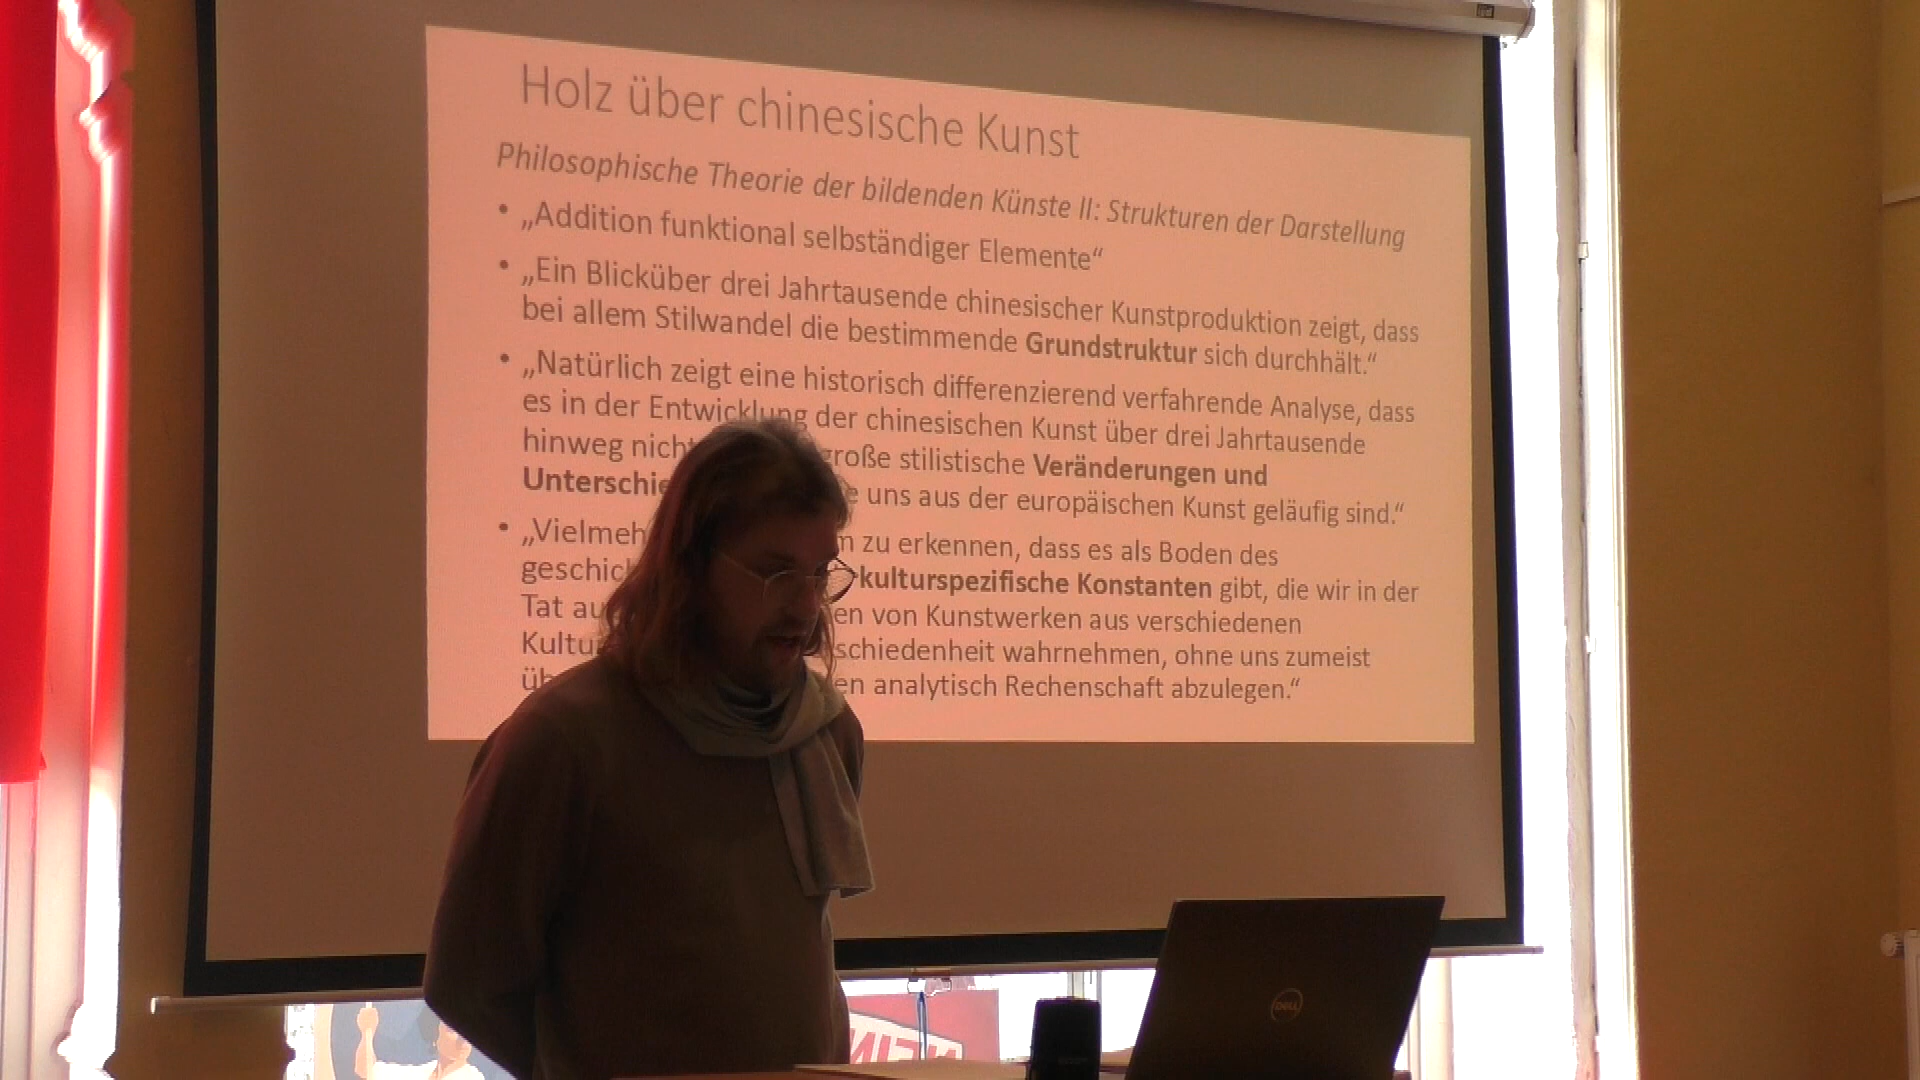 Holz über chinesische Kunst
Philosophische Theorie der bildenden Künste II: Strukturen der Darstellung
• „Addition funktional selbständiger Elemente“
• „Ein Blicküber drei Jahrtausende chinesischer Kunstproduktion zeigt, dass
bei allem Stilwandel die bestimmende Grundstruktur sich durchhält.“
• „Natürlich zeigt eine historisch differenzierend verfahrende Analyse, dass
es in der Entwicklung der chinesischen Kunst über drei Jahrtausende
hinweg nicht große stilistische Veränderungen und
uns aus der europäischen Kunst geläufig sind.“
• zu erkennen, dass es als Boden des
kulturspezifische Konstanten gibt, die wir in der
Tat von Kunstwerken aus verschiedenen
wahrnehmen, ohne uns zumeist
analytisch Rechenschaft abzulegen.“
DELL